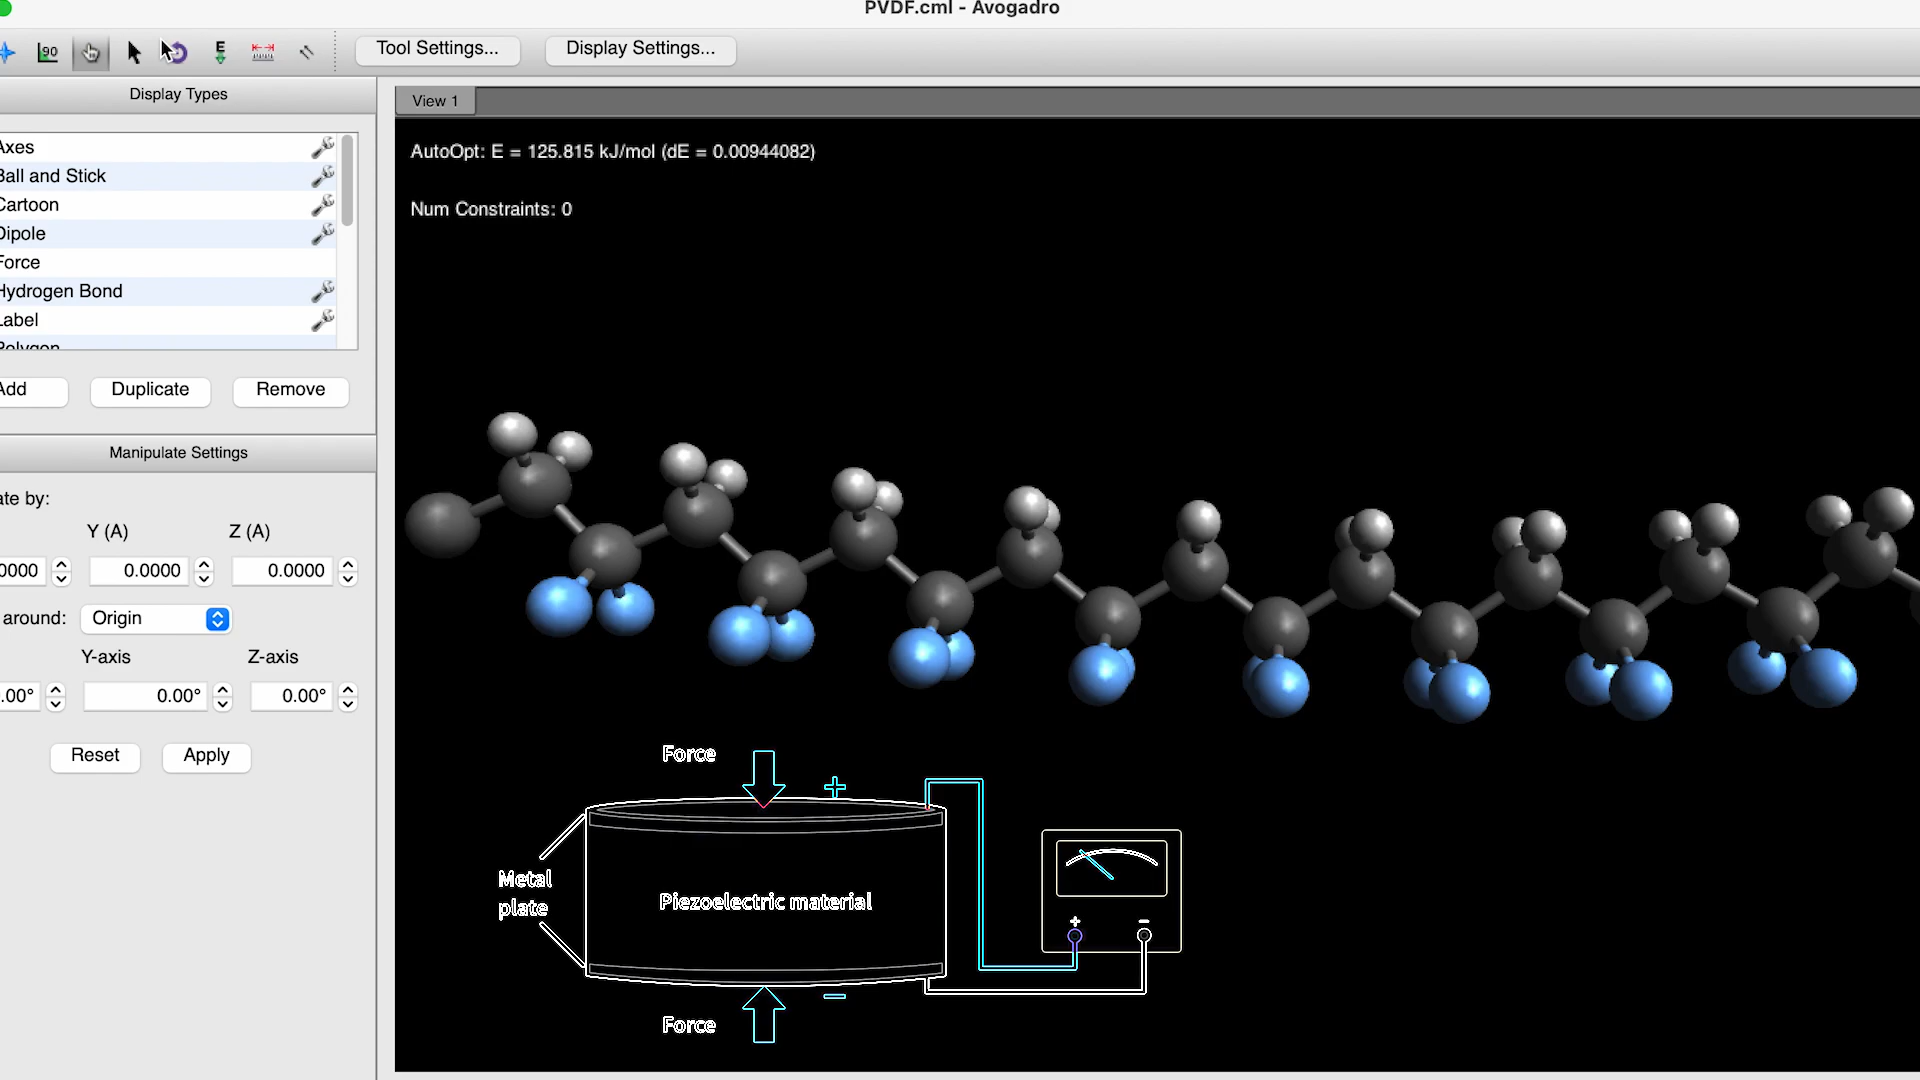 PVDF.cml - Avogadro
90
E
Tool Settings...
Display Settings...
Display Types
Axes
Ball and Stick
Cartoon
Dipole
Force
Hydrogen Bond
Label
Polygon
Add
Duplicate
Remove
Manipulate Settings
ate by:
Y (A)
Z (A)
0000
0.0000
0.0000
around:
Origin
Y-axis
Z-axis
.00°
0.00°
0.00°
Reset
Apply
View 1
AutoOpt: E = 125.815 kJ/mol (dE = 0.00944082)
Num Constraints: 0
Force
+
Metal
plate
Piezoelectric material
+ −
−
Force